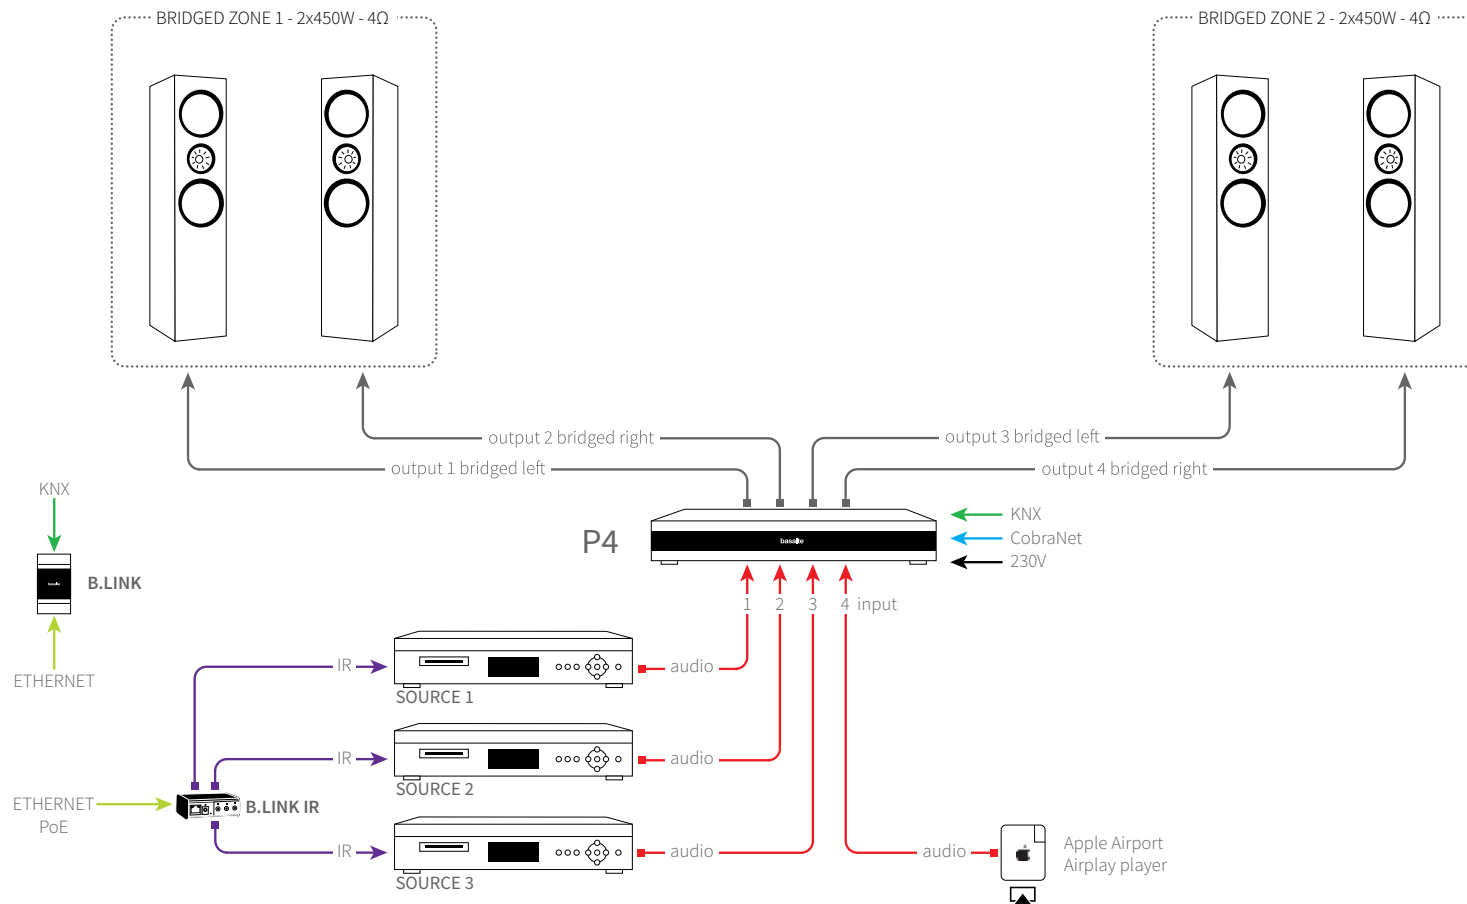 BRIDGED ZONE 1 - 2x450W - 4Ω
BRIDGED ZONE 2 - 2x450W - 4Ω
output 2 bridged right
output 3 bridged left
output 1 bridged left
output 4 bridged right
KNX
B.LINK
ETHERNET
P4
basalte
KNX
CobraNet
230V
1 2 3 4 input
IR
audio
SOURCE 1
IR
audio
SOURCE 2
ETHERNET
PoE
B.LINK IR
IR
audio
SOURCE 3
audio
Apple Airport
Airplay player